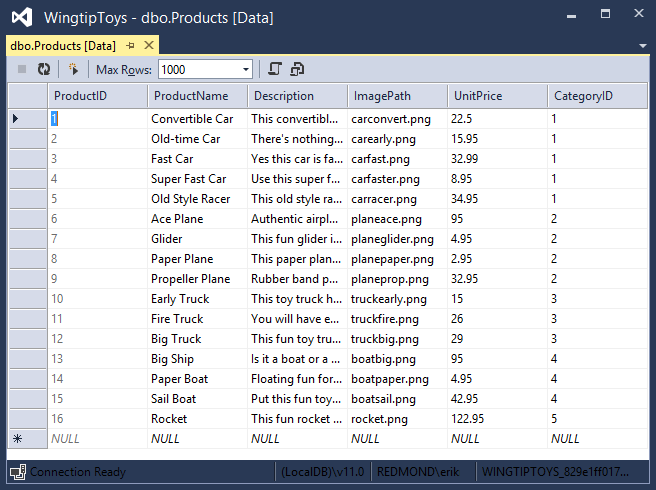 WingtipToys - dbo.Products [Data]
dbo.Products [Data]
Max Rows: 1000
ProductID ProductName Description ImagePath UnitPrice CategoryID
1 Convertible Car This convertibl... carconvert.png 22.5 1
2 Old-time Car There's nothing... carearly.png 15.95 1
3 Fast Car Yes this car is fa... carfast.png 32.99 1
4 Super Fast Car Use this super f... carfaster.png 8.95 1
5 Old Style Racer This old style ra... carracer.png 34.95 1
6 Ace Plane Authentic airpl... planeace.png 95 2
7 Glider This fun glider i... planeglider.png 4.95 2
8 Paper Plane This paper plan... planepaper.png 2.95 2
9 Propeller Plane Rubber band p... planeprop.png 32.95 2
10 Early Truck This toy truck h... truckearly.png 15 3
11 Fire Truck You will have e... truckfire.png 26 3
12 Big Truck This fun toy tru... truckbig.png 29 3
13 Big Ship Is it a boat or a ... boatbig.png 95 4
14 Paper Boat Floating fun for... boatpaper.png 4.95 4
15 Sail Boat Put this fun toy... boatsail.png 42.95 4
16 Rocket This fun rocket ... rocket.png 122.95 5
NULL NULL NULL NULL NULL NULL
Connection Ready (LocalDB)\v11.0 REDMOND\erik WINGTIPTOYS_829e1ff017...